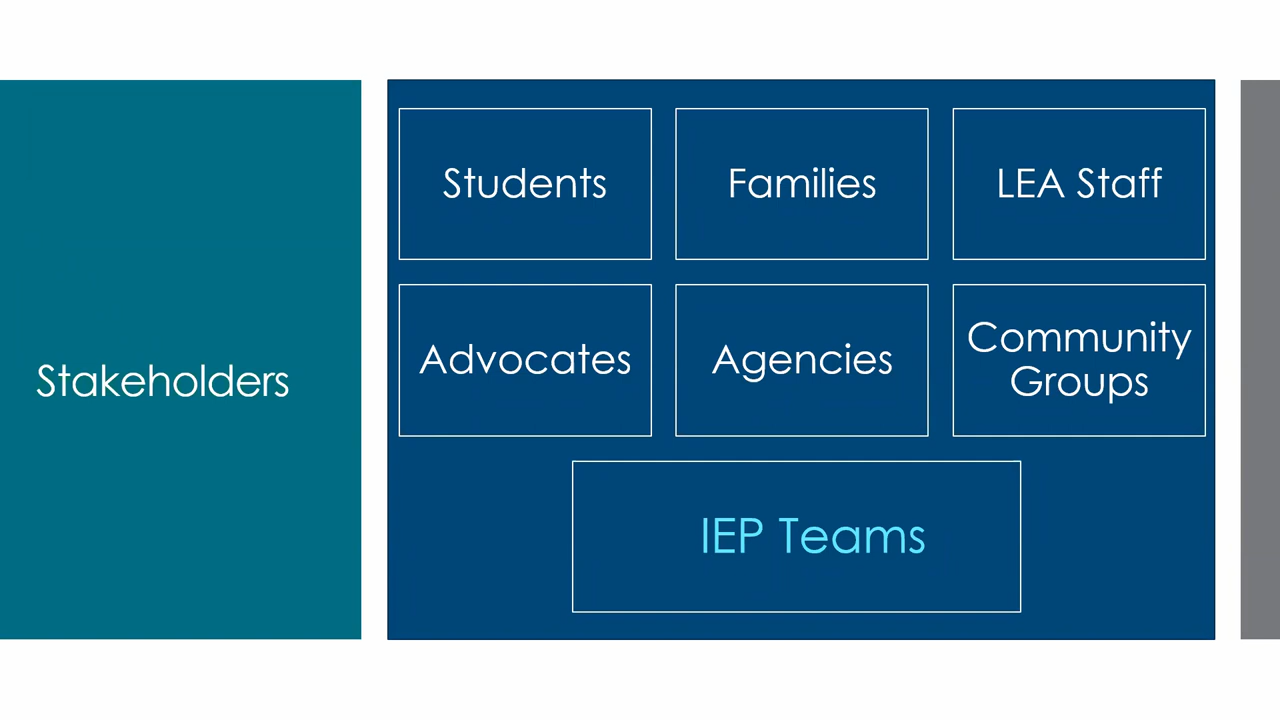 Stakeholders
Students
Families
LEA Staff
Advocates
Agencies
Community
Groups
IEP Teams